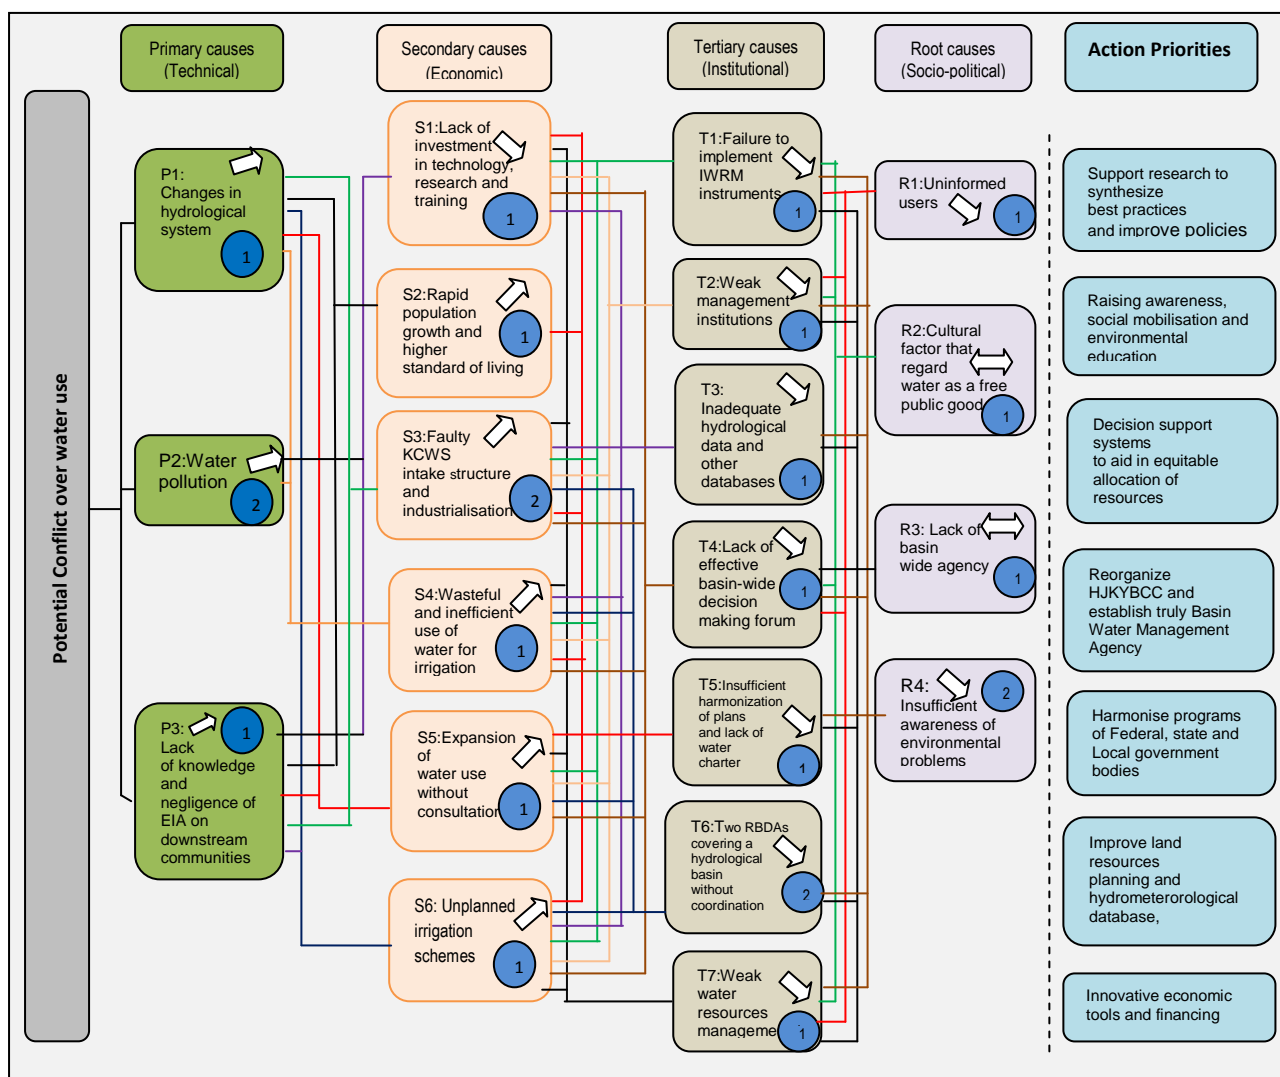 Primary causes
(Technical)
Secondary causes
(Economic)
Tertiary causes
(Institutional)
Root causes
(Socio-political)
Action Priorities
Potential Conflict over water use
P1:
Changes in
hydrological
system
1
P2:Water
pollution
2
P3:
Lack
of knowledge
and
negligence of
EIA on
downstream
communities
1
S1:Lack of
investment
in technology,
research and
training
1
S2:Rapid
population
growth and
higher
standard of living
1
S3:Faulty
KCWS
intake structure
and
industrialisation
2
S4:Wasteful
and inefficient
use of
water for
irrigation
1
S5:Expansion
of
water use
without
consultation
1
S6: Unplanned
irrigation
schemes
1
T1:Failure to
implement
IWRM
instruments
1
T2:Weak
management
institutions
1
T3:
Inadequate
hydrological
data and
other
databases
1
T4:Lack of
effective
basin-wide
decision
making forum
1
T5:Insufficient
harmonization
of plans
and lack of
water
charter
1
T6:Two RBDAs
covering a
hydrological
basin
without
coordination
2
T7:Weak
water
resources
manageme
1
R1:Uninformed
users
1
R2:Cultural
factor that
regard
water as a free
public good
1
R3: Lack of
basin
wide agency
1
R4:
Insufficient
awareness of
environmental
problems
2
Support research to
synthesize
best practices
and improve policies
Raising awareness,
social mobilisation and
environmental
education
Decision support
systems
to aid in equitable
allocation of
resources
Reorganize
HJKYBCC and
establish truly Basin
Water Management
Agency
Harmonise programs
of Federal, state and
Local government
bodies
Improve land
resources
planning and
hydrometerorological
database,
Innovative economic
tools and financing